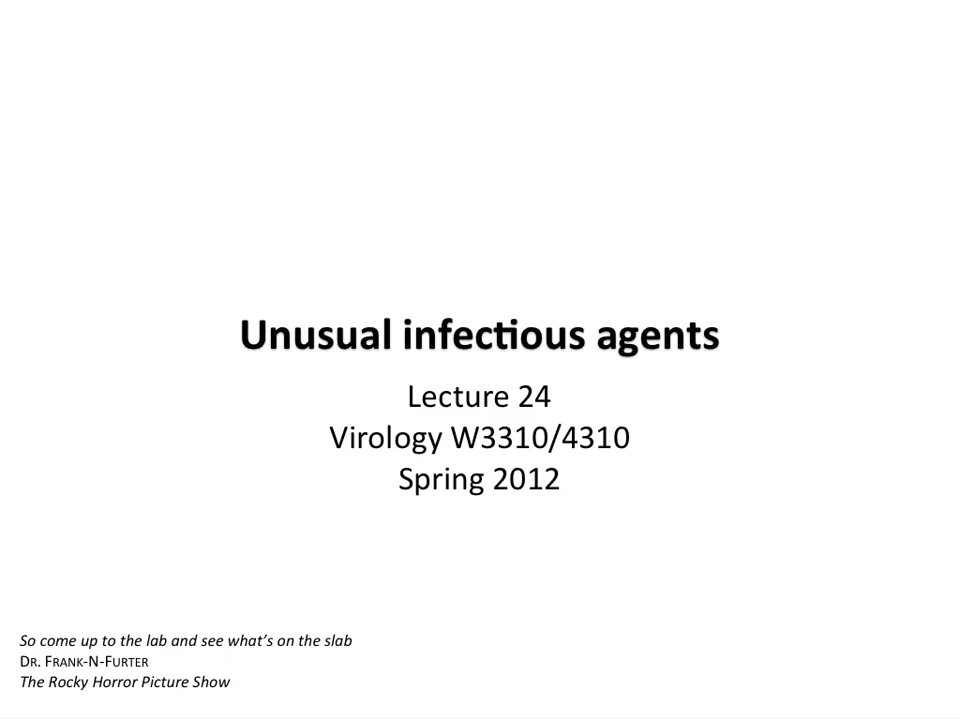 Unusual infectious agents
Lecture 24
Virology W3310/4310
Spring 2012
So come up to the lab and see what’s on the slab
DR. FRANK-N-FURTER
The Rocky Horror Picture Show